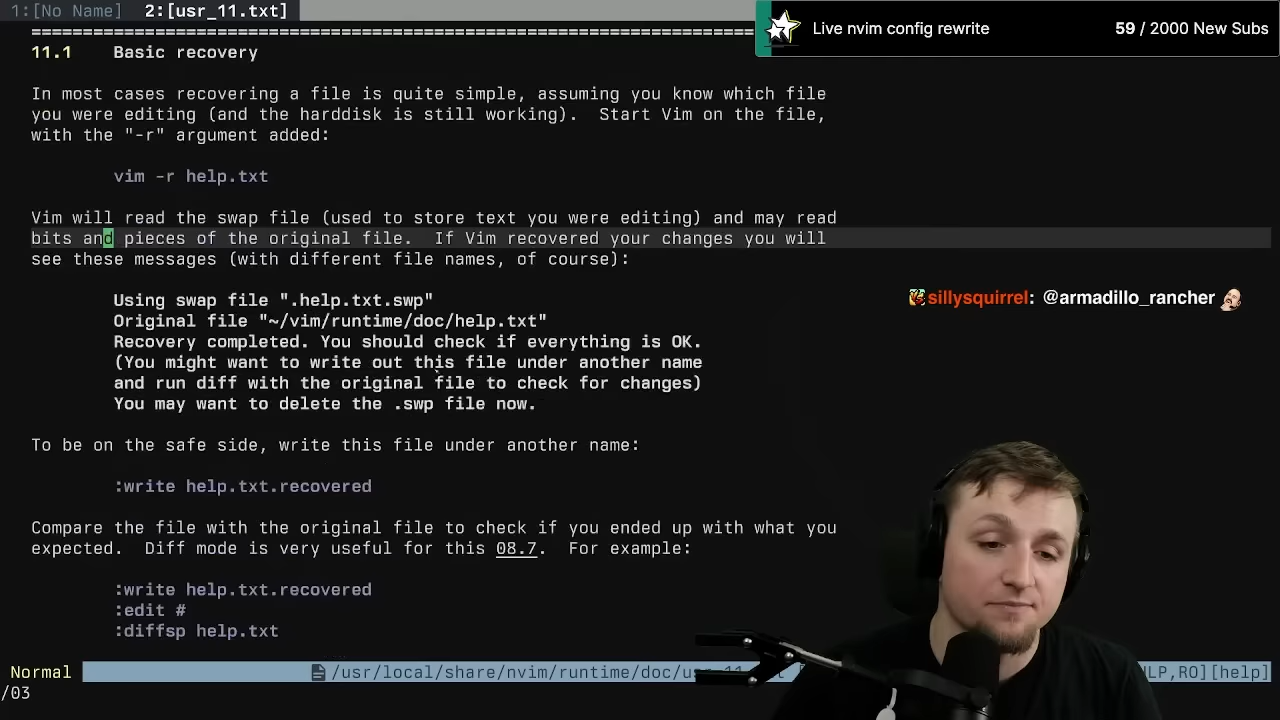 1:[No Name]  2:[usr_11.txt]
Live nvim config rewrite  59 / 2000 New Subs
11.1    Basic recovery
In most cases recovering a file is quite simple, assuming you know which file
you were editing (and the harddisk is still working).  Start Vim on the file,
with the "-r" argument added:
vim -r help.txt
Vim will read the swap file (used to store text you were editing) and may read
bits and pieces of the original file.  If Vim recovered your changes you will
see these messages (with different file names, of course):
sillysquirrel: @armadillo_rancher
Using swap file ".help.txt.swp"
Original file "~/vim/runtime/doc/help.txt"
Recovery completed. You should check if everything is OK.
(You might want to write out this file under another name
and run diff with the original file to check for changes)
You may want to delete the .swp file now.
To be on the safe side, write this file under another name:
:write help.txt.recovered
Compare the file with the original file to check if you ended up with what you
expected.  Diff mode is very useful for this 08.7.  For example:
:write help.txt.recovered
:edit #
:diffsp help.txt
Normal  /usr/local/share/nvim/runtime/doc/  LP,RO][help]
/03